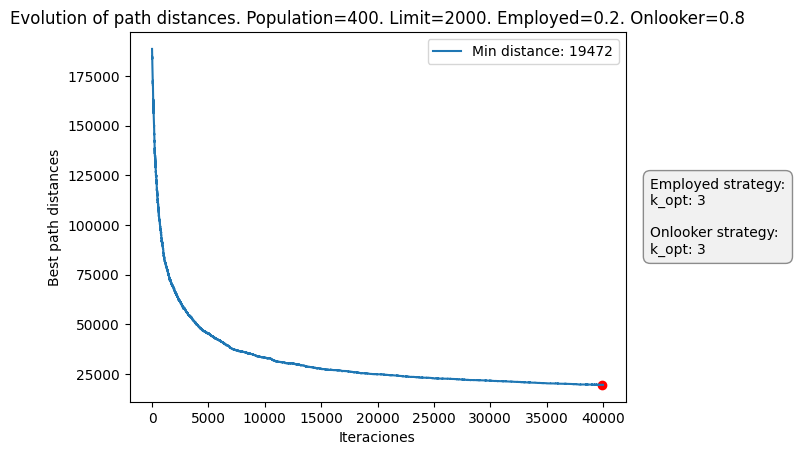 Evolution of path distances. Population=400. Limit=2000. Employed=0.2. Onlooker=0.8
Min distance: 19472
175000
150000
125000
100000
75000
50000
25000
Best path distances
0
5000
10000
15000
20000
25000
30000
35000
40000
Iteraciones
Employed strategy:
k_opt: 3
Onlooker strategy:
k_opt: 3